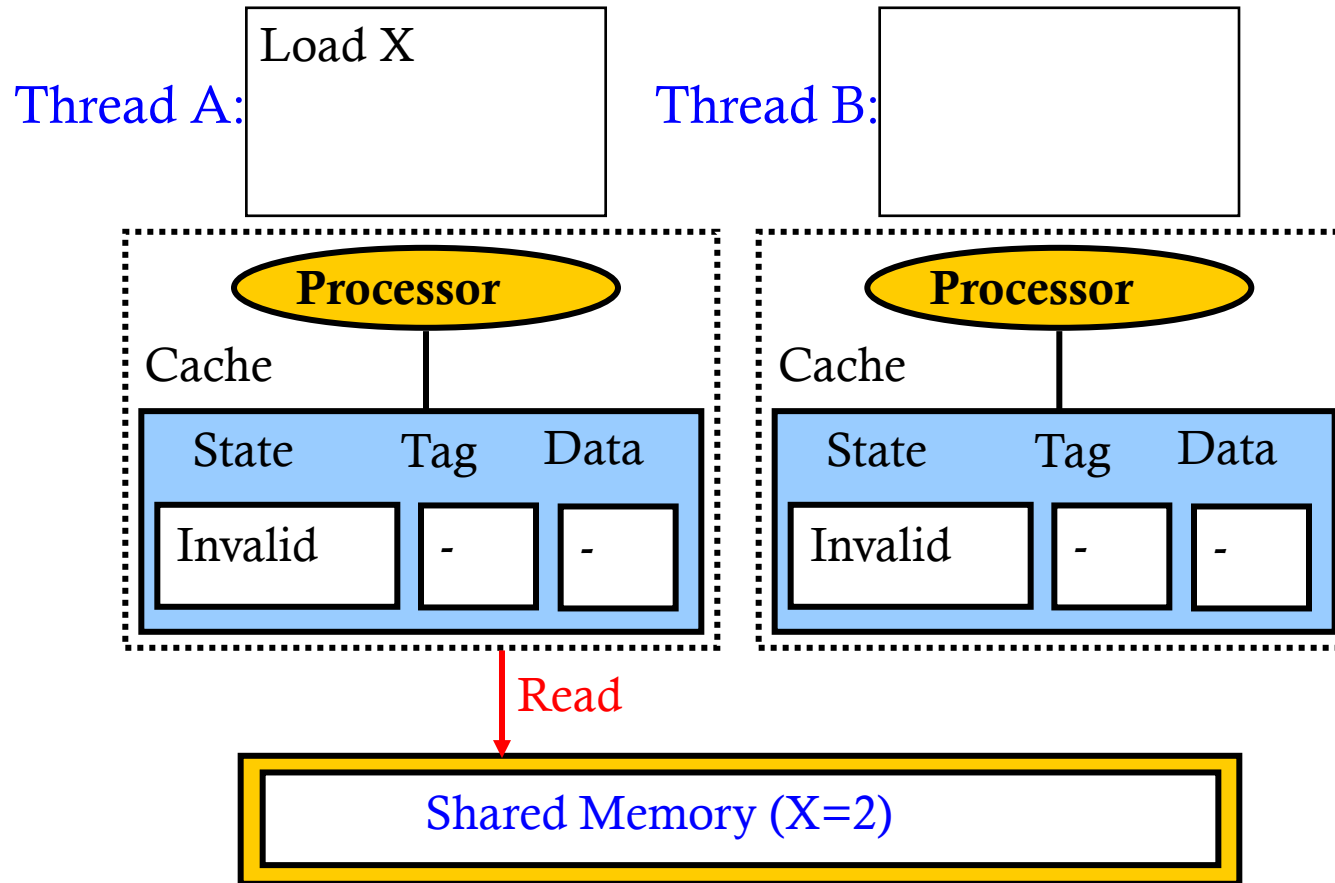 Load X
Thread A:
Thread B:
Processor
Processor
Cache
Cache
State Tag Data
State Tag Data
Invalid - -
Invalid - -
Read
Shared Memory (X=2)